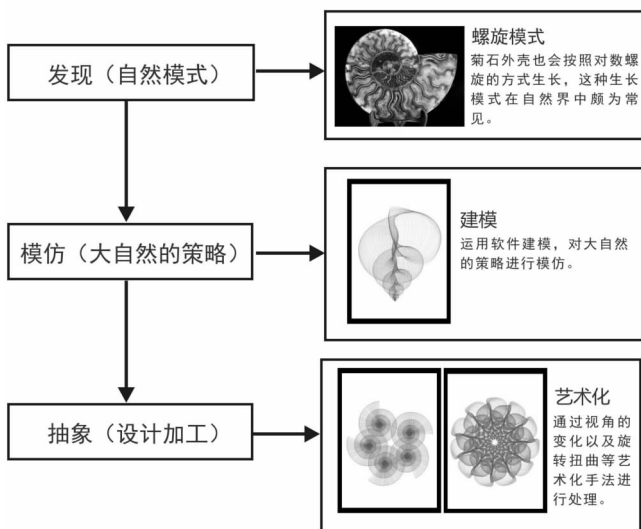 发现（自然模式）
螺旋模式
菊石外壳也会按照对数螺
旋的方式生长，这种生长
模式在自然界中颇为常
见。
模仿（大自然的策略）
建模
运用软件建模，对大自然
的策略进行模仿。
抽象（设计加工）
艺术化
通过视角的
变化以及旋
转扭曲等艺
术化手法进
行处理。